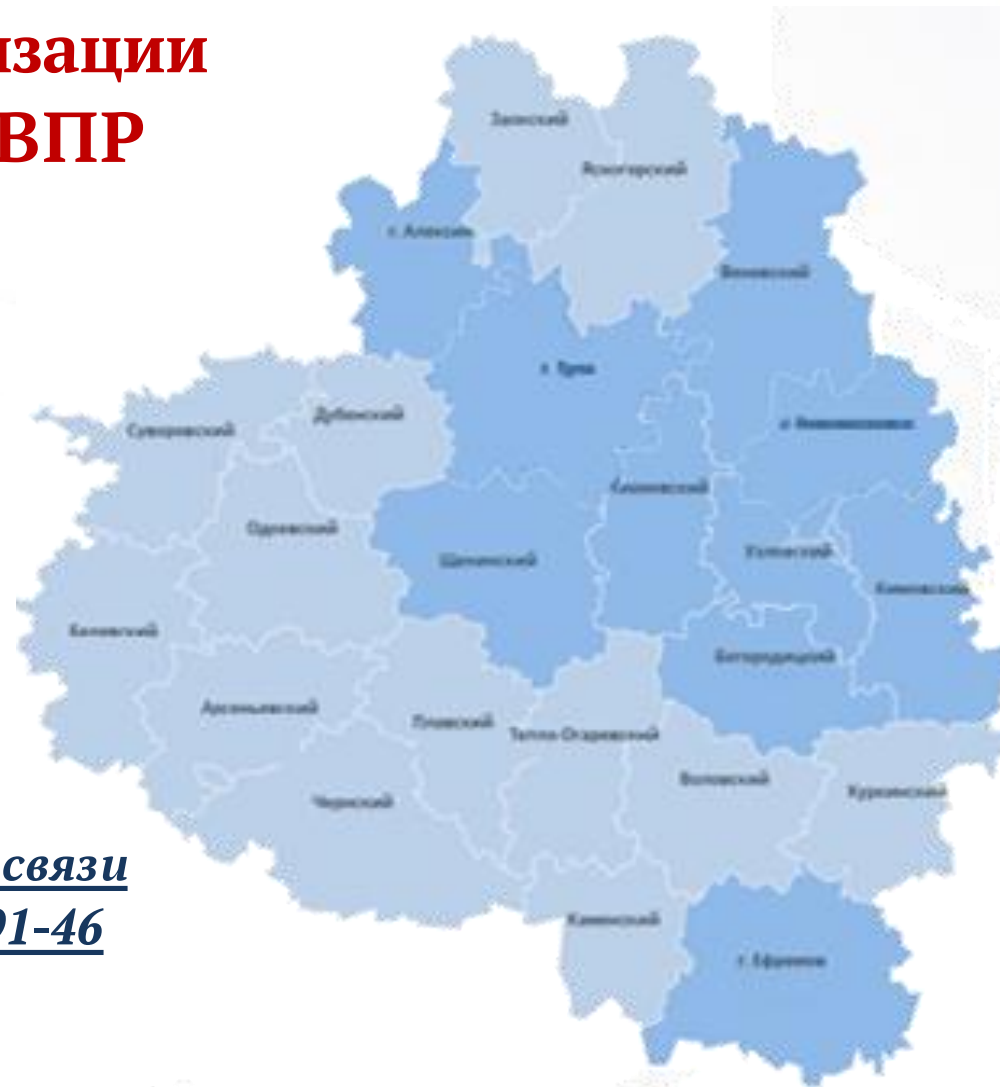 изации
ВПР
Заокский
Ясногорский
г. Алексин
Веневский
г. Тула
Дубенский
Суворовский
г. Новомосковск
Киреевский
Одоевский
Щекинский
Узловский
Кимовский
Белевский
Богородицкий
Арсеньевский
Плавский
Тепло-Огаревский
Воловский
Куркинский
Чернский
связи
91-46
Каменский
г. Ефремов